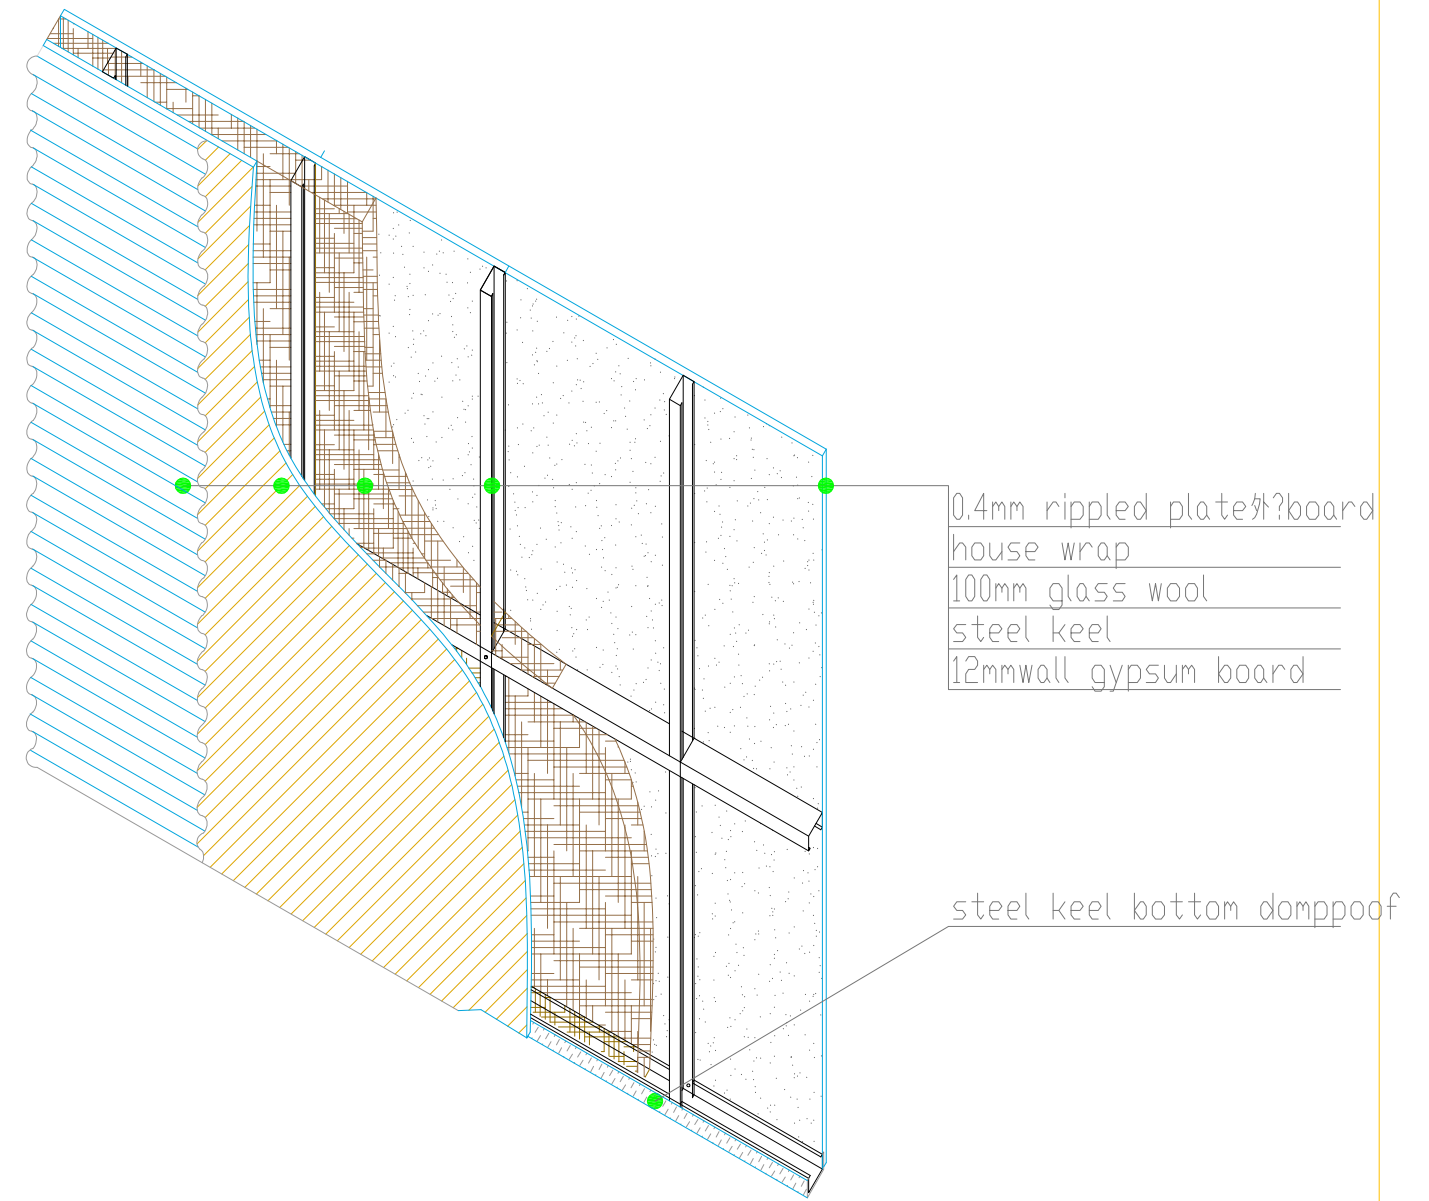 0.4mm rippled plate外?board
house wrap
100mm glass wool
steel keel
12mmwall gypsum board
steel keel bottom domppoof